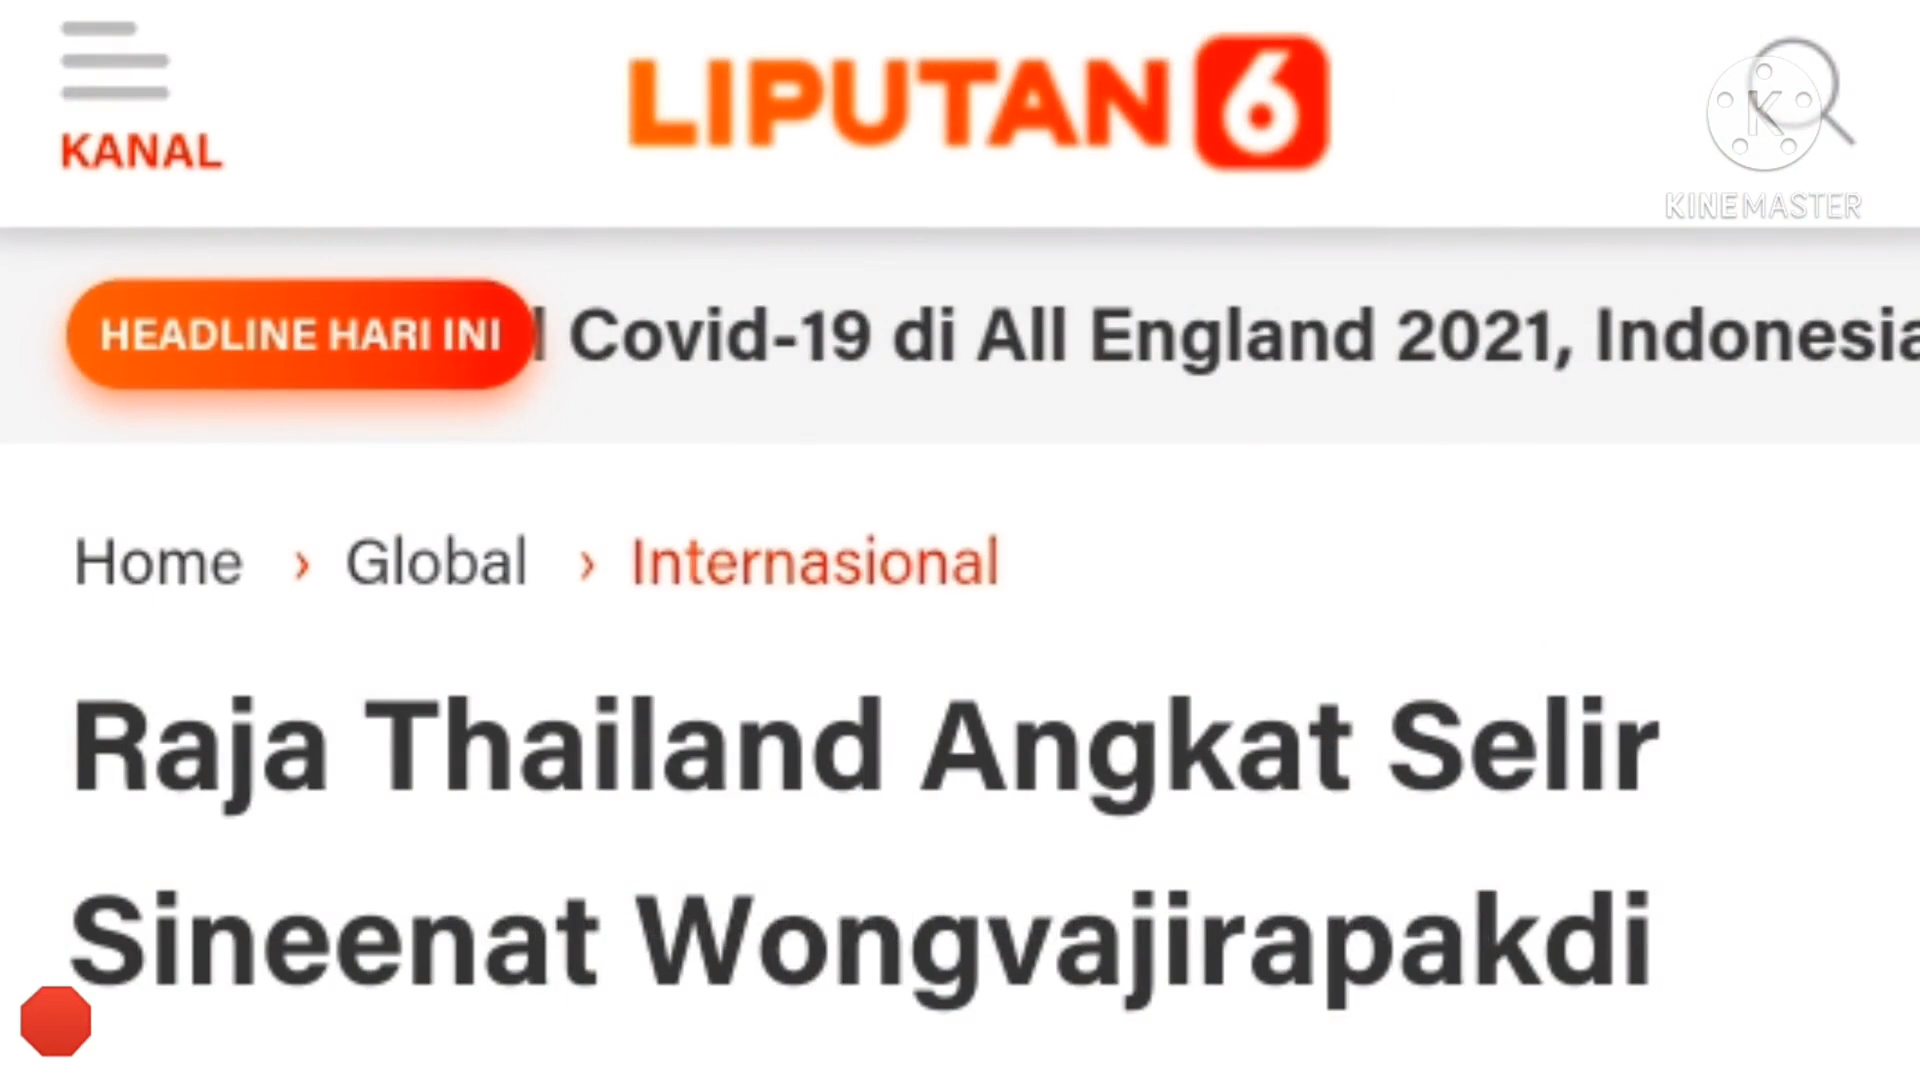 KANAL
LIPUTAN 6
K
KINEMASTER
HEADLINE HARI INI
Covid-19 di All England 2021, Indonesia
Home › Global › Internasional
Raja Thailand Angkat Selir
Sineenat Wongvajirapakdi